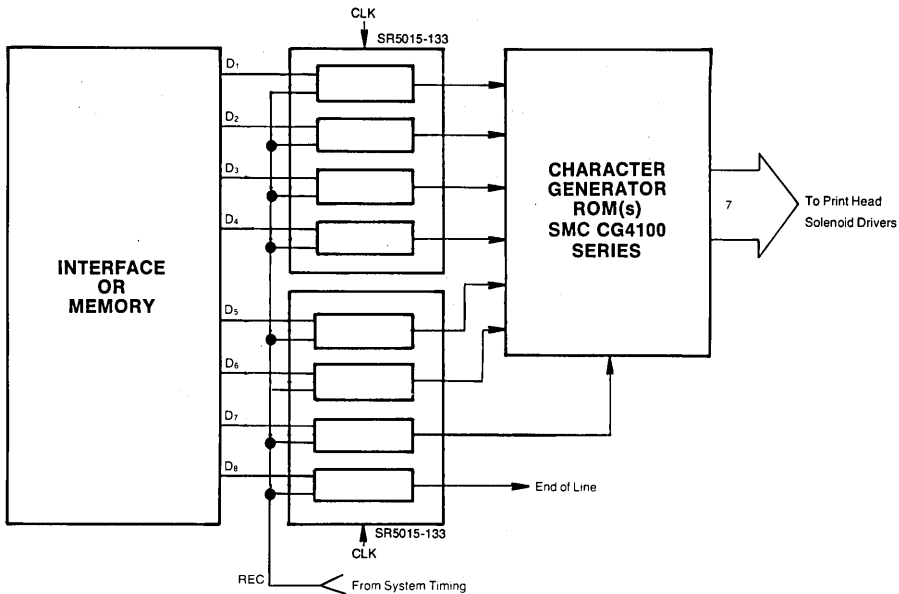 CLK
SR5015-133
D1
D2
D3
D4
INTERFACE
OR
MEMORY
CHARACTER
GENERATOR
ROM(s)
SMC CG4100
SERIES
7
To Print Head
Solenoid Drivers
D5
D6
D7
D8
End of Line
SR5015-133
CLK
REC
From System Timing